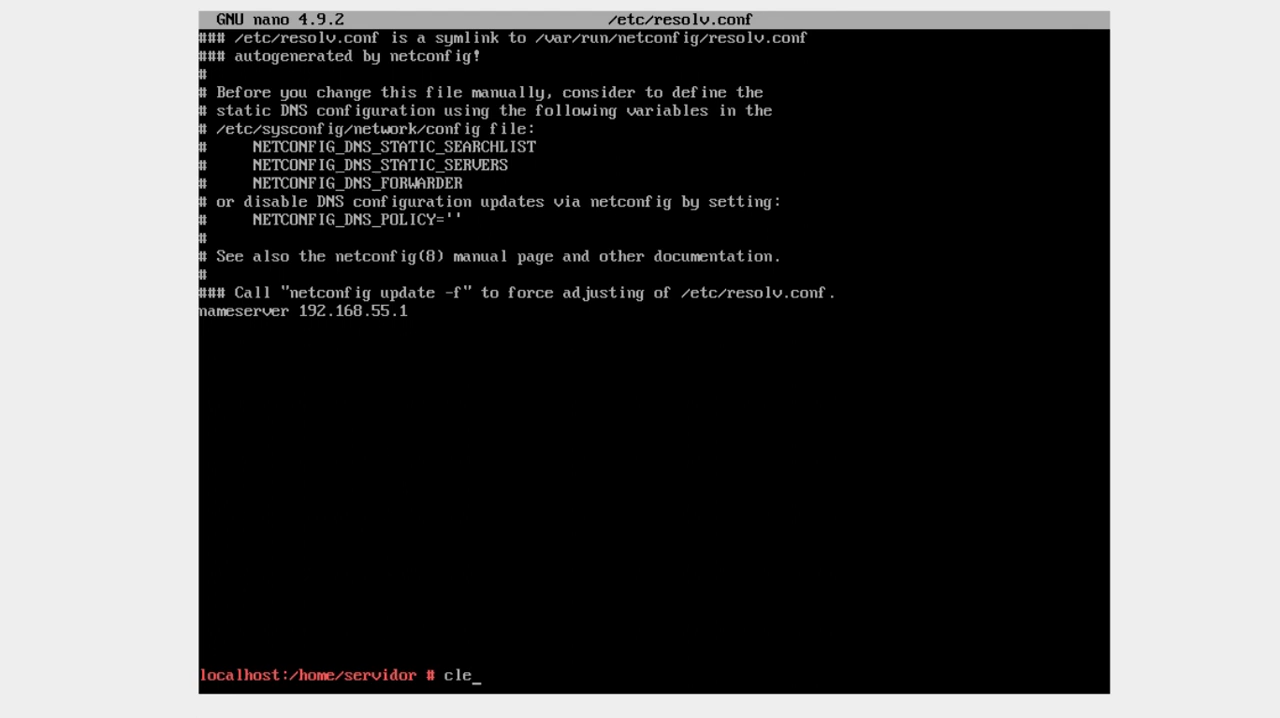 GNU nano 4.9.2 /etc/resolv.conf
### /etc/resolv.conf is a symlink to /var/run/netconfig/resolv.conf
### autogenerated by netconfig!
#
# Before you change this file manually, consider to define the
# static DNS configuration using the following variables in the
# /etc/sysconfig/network/config file:
#     NETCONFIG_DNS_STATIC_SEARCHLIST
#     NETCONFIG_DNS_STATIC_SERVERS
#     NETCONFIG_DNS_FORWARDER
# or disable DNS configuration updates via netconfig by setting:
#     NETCONFIG_DNS_POLICY=''
#
# See also the netconfig(8) manual page and other documentation.
#
### Call "netconfig update -f" to force adjusting of /etc/resolv.conf.
nameserver 192.168.55.1
localhost:/home/servidor # cle_